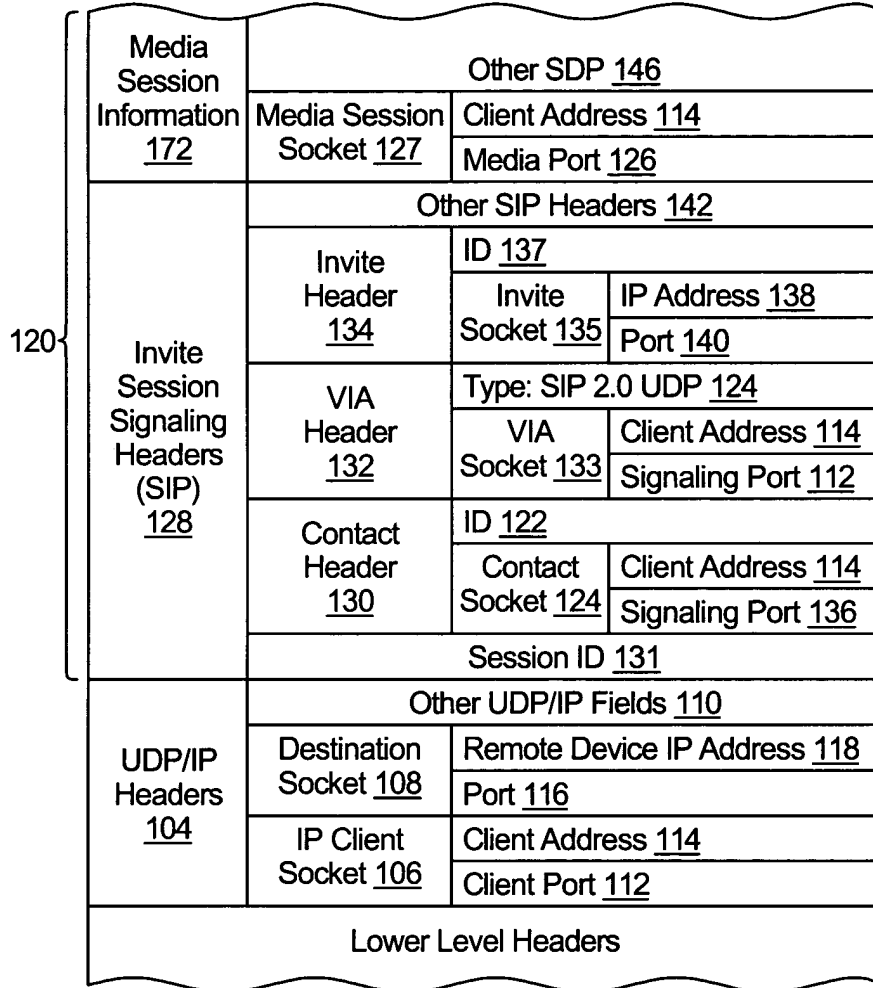 Media
Session
Information
172
Other SDP 146
Media Session
Socket 127
Client Address 114
Media Port 126
120
Invite
Session
Signaling
Headers
(SIP)
128
Other SIP Headers 142
Invite
Header
134
ID 137
Invite
Socket 135
IP Address 138
Port 140
VIA
Header
132
Type: SIP 2.0 UDP 124
VIA
Socket 133
Client Address 114
Signaling Port 112
Contact
Header
130
ID 122
Contact
Socket 124
Client Address 114
Signaling Port 136
Session ID 131
UDP/IP
Headers
104
Other UDP/IP Fields 110
Destination
Socket 108
Remote Device IP Address 118
Port 116
IP Client
Socket 106
Client Address 114
Client Port 112
Lower Level Headers